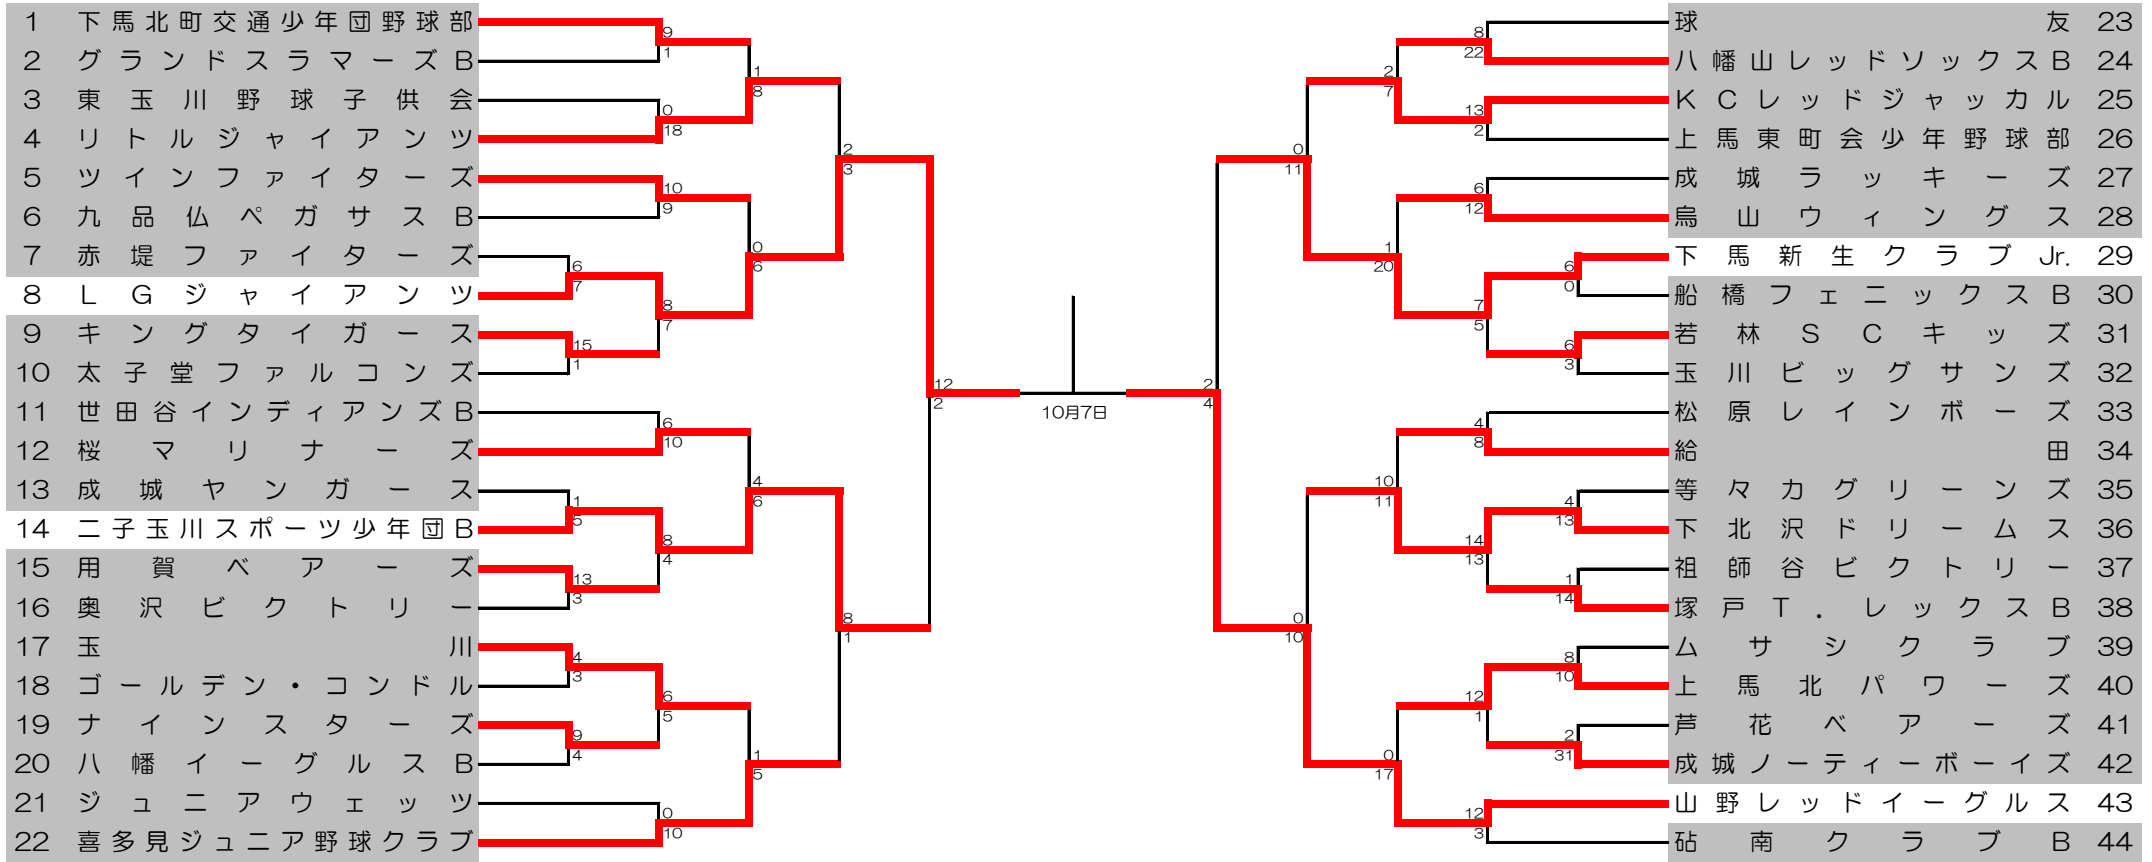 1 下馬北町交通少年団野球部
2 グランドスラマーズB
3 東玉川野球子供会
4 リトルジャイアンツ
5 ツインファイターズ
6 九品仏ペガサスB
7 赤堤ファイターズ
8 LGジャイアンツ
9 キングタイガース
10 太子堂ファルコンズ
11 世田谷インディアンズB
12 桜マリナーズ
13 成城ヤンガース
14 二子玉川スポーツ少年団B
15 用賀ベアーズ
16 奥沢ビクトリー
17 玉川
18 ゴールデン・コンドル
19 ナインスターズ
20 八幡イーグルスB
21 ジュニアウェッツ
22 喜多見ジュニア野球クラブ
9
1
0
18
10
9
6
7
15
1
8
7
6
10
1
5
13
3
8
4
4
3
9
4
6
5
0
10
1
8
0
6
4
6
1
5
2
3
8
1
12
2
10月7日
2
4
0
11
0
10
2
7
1
20
10
11
0
17
8
22
13
2
6
12
6
0
6
3
7
5
4
8
4
13
1
14
14
13
8
10
2
31
12
1
12
3
球友 23
八幡山レッドソックスB 24
KCレッドジャッカル 25
上馬東町会少年野球部 26
成城ラッキーズ 27
烏山ウィングス 28
下馬新生クラブJr. 29
船橋フェニックスB 30
若林SCキッズ 31
玉川ビッグサンズ 32
松原レインボーズ 33
給田 34
等々力グリーンズ 35
下北沢ドリームス 36
祖師谷ビクトリー 37
塚戸T.レックスB 38
ムサシクラブ 39
上馬北パワーズ 40
芦花ベアーズ 41
成城ノーティーボーイズ 42
山野レッドイーグルス 43
砧南クラブB 44